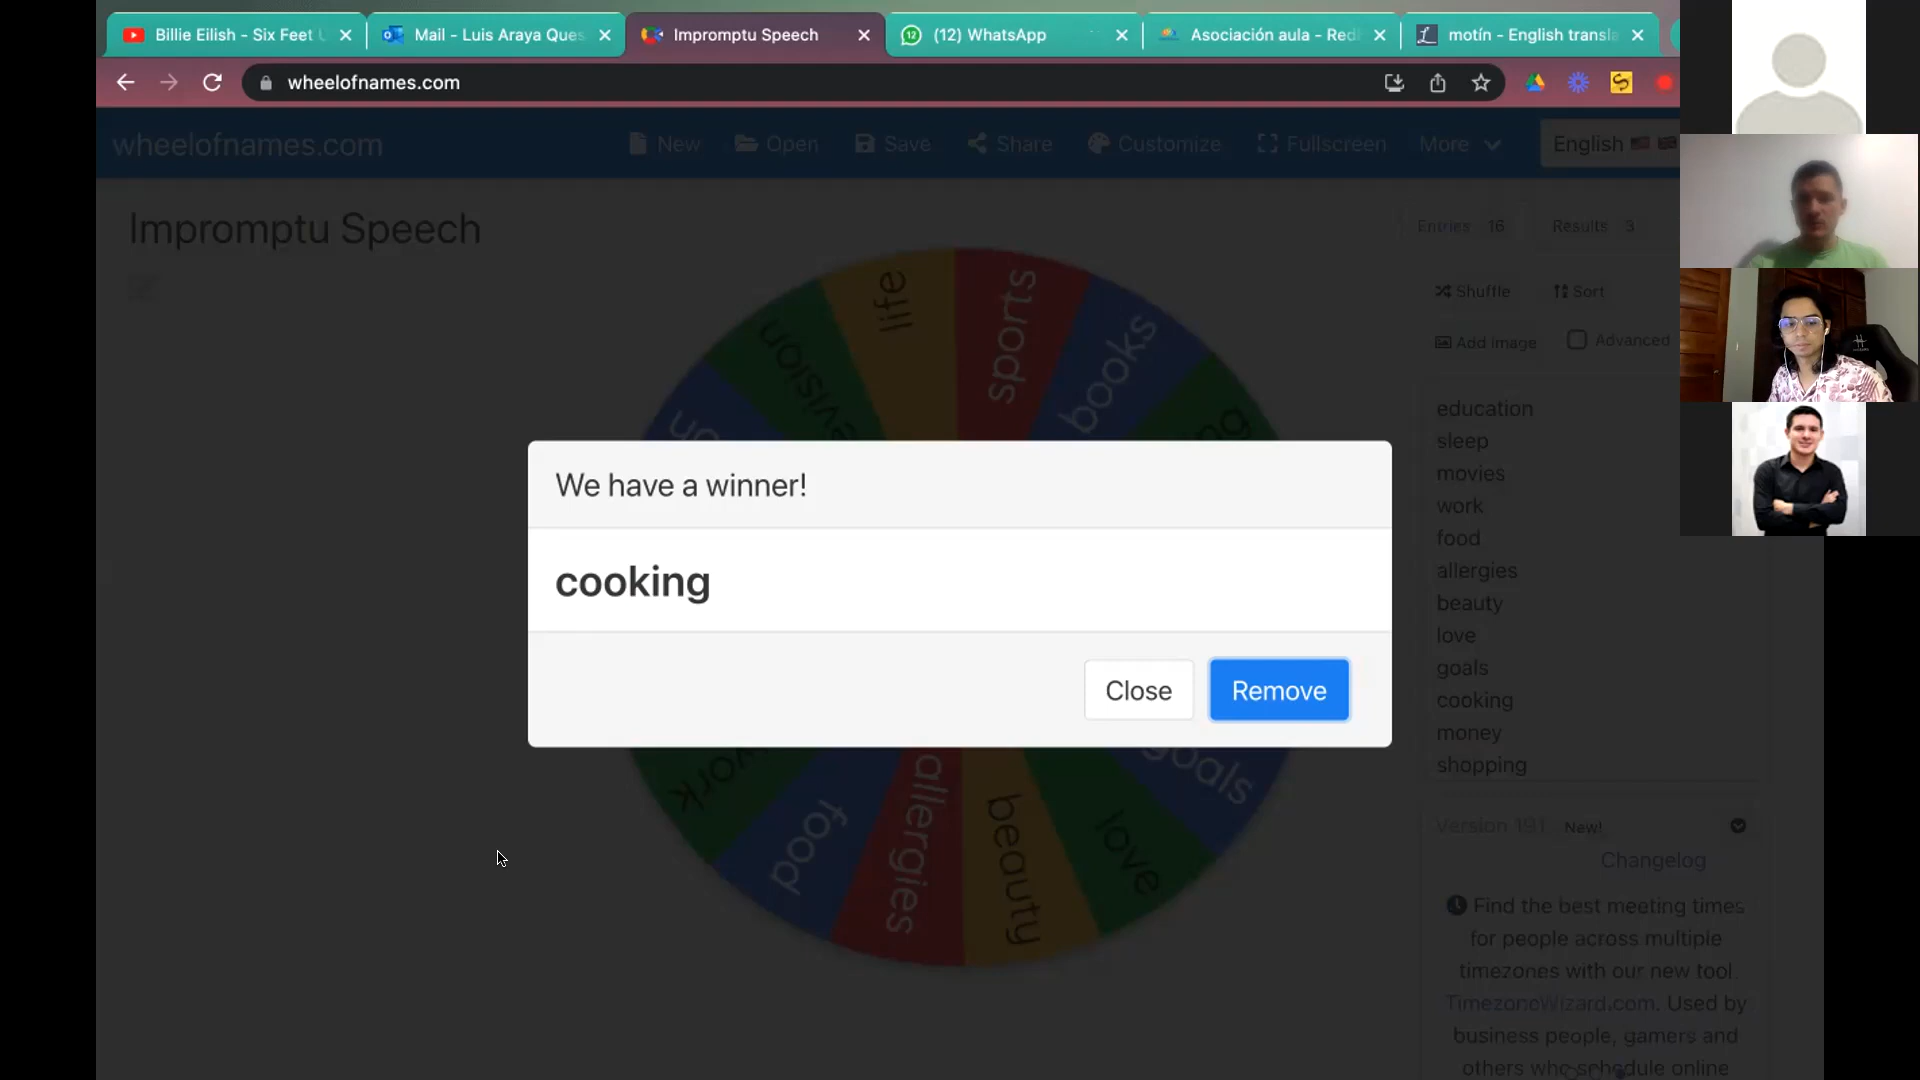 Billie Eilish - Six Feet U
Mail - Luis Araya Ques
Impromptu Speech
(12) WhatsApp
Asociación aula - Redi
motín - English transla
wheelofnames.com
wheelofnames.com
New
Open
Save
Share
Customize
Fullscreen
More
English
Impromptu Speech
Entries 16
Results 3
Shuffle
Sort
Add image
Advanced
education
sleep
movies
work
food
allergies
beauty
love
goals
cooking
money
shopping
life
sports
books
We have a winner!
cooking
Close
Remove
work
food
allergies
beauty
love
goals
Version 191
New!
Changelog
Find the best meeting times
for people across multiple
timezones with our new tool,
TimezoneWizard.com. Used by
business people, gamers and
others who schedule online